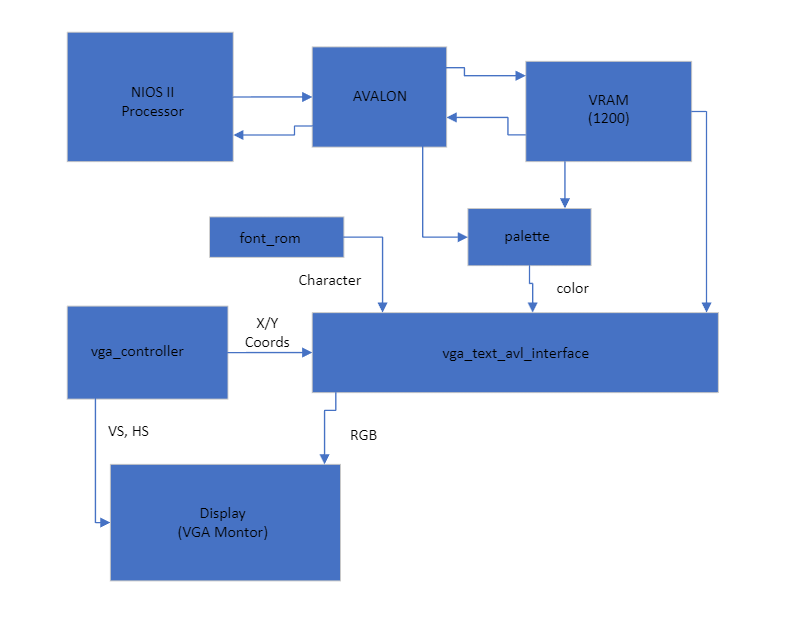 NIOS II
Processor
AVALON
VRAM
(1200)
font_rom
palette
Character
color
X/Y
Coords
vga_controller
vga_text_avl_interface
VS, HS
RGB
Display
(VGA Montor)